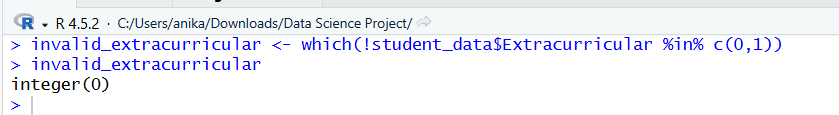 R 4.5.2 · C:/Users/anika/Downloads/Data Science Project/
> invalid_extracurricular <- which(!student_data$Extracurricular %in% c(0,1))
> invalid_extracurricular
integer(0)
>